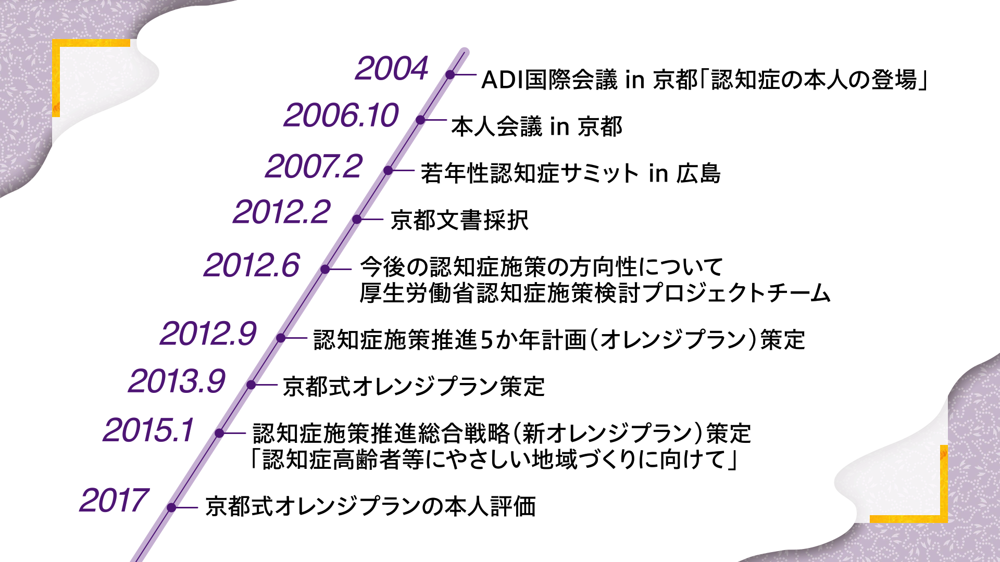 2004
ADI国際会議 in 京都「認知症の本人の登場」
2006.10
本人会議 in 京都
2007.2
若年性認知症サミット in 広島
2012.2
京都文書採択
2012.6
今後の認知症施策の方向性について
厚生労働省認知症施策検討プロジェクトチーム
2012.9
認知症施策推進5か年計画(オレンジプラン)策定
2013.9
京都式オレンジプラン策定
2015.1
認知症施策推進総合戦略(新オレンジプラン)策定
「認知症高齢者等にやさしい地域づくりに向けて」
2017
京都式オレンジプランの本人評価